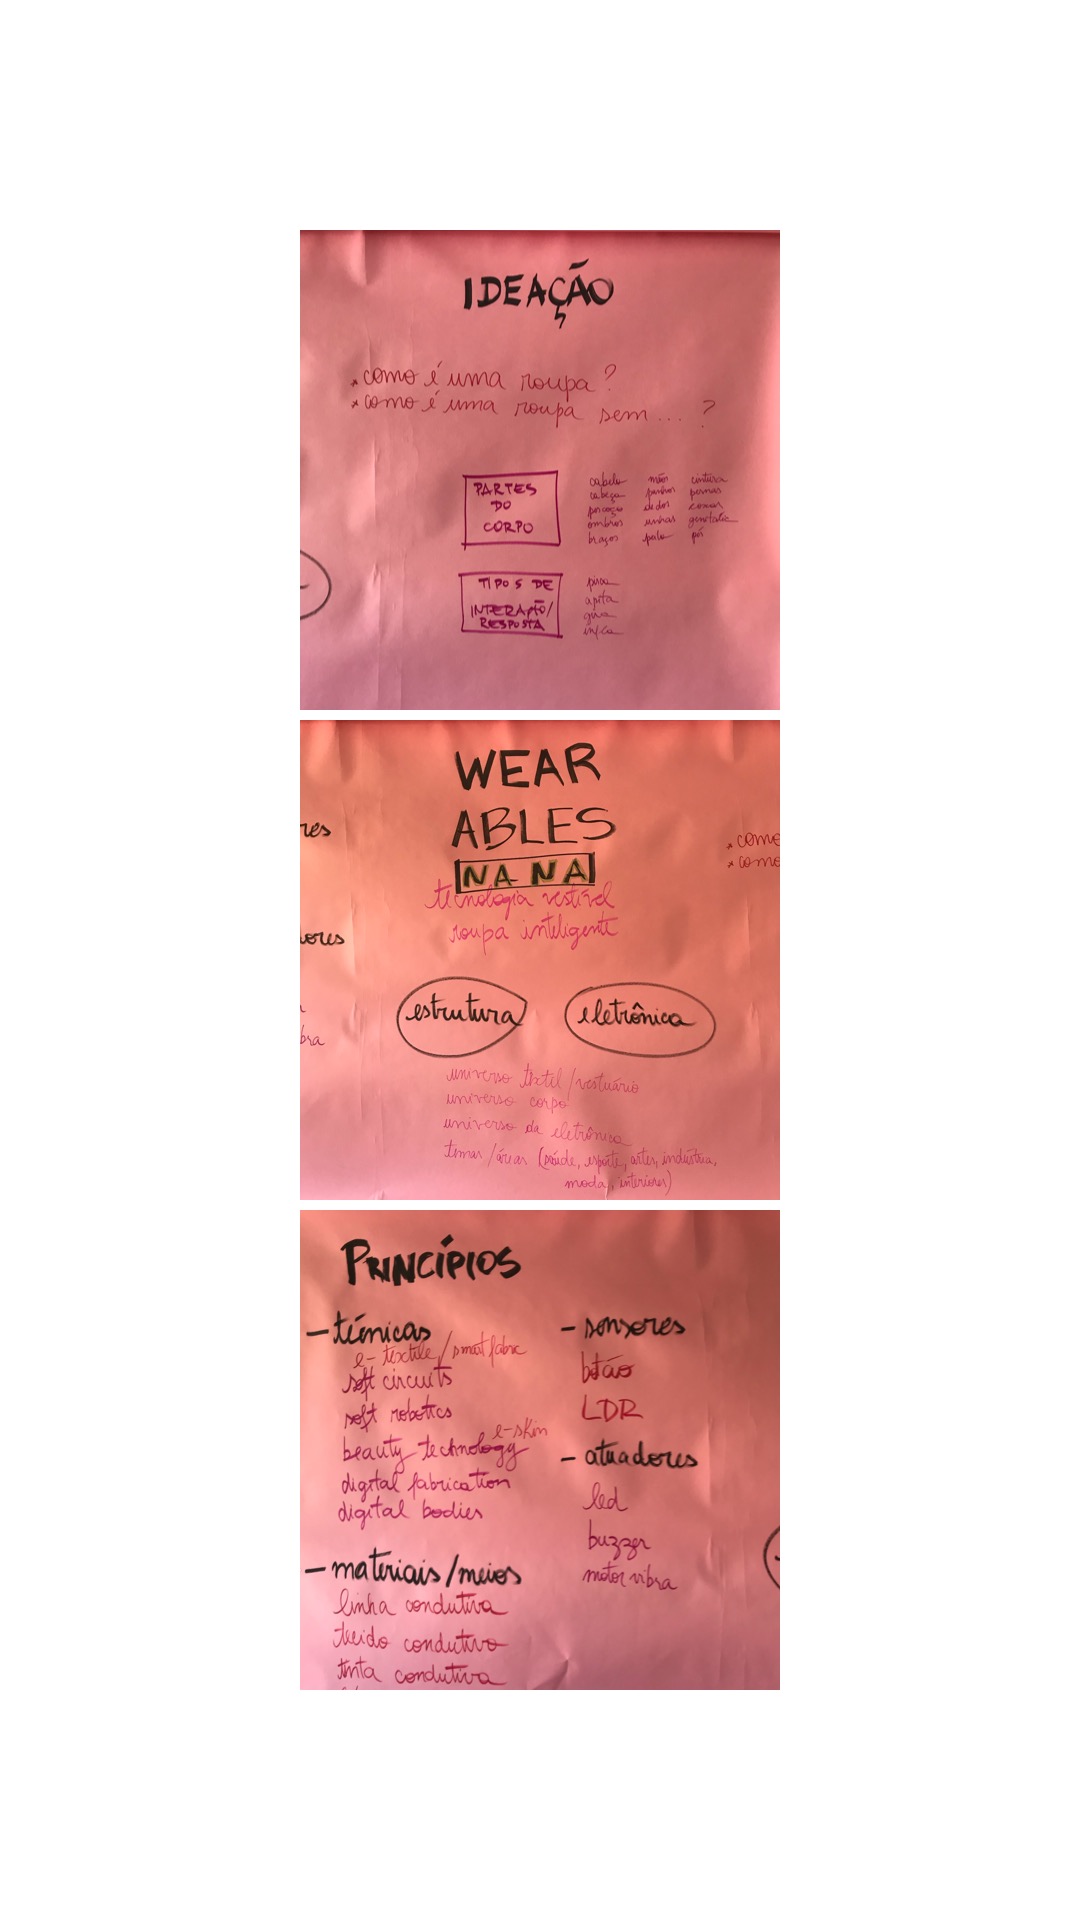 IDEAÇÃO
* como é uma roupa?
* como é uma roupa sem... ?
PARTES
DO
CORPO
cabelo mãos cintura
cabeça punhos pernas
pescoço dedos coxas
ombros unhas genitália
braços pele pés
TIPOS DE
INTERAÇÃO/
RESPOSTA
pisca
apita
gira
infla
WEAR
ABLES
NA NA
tecnologia vestível
roupa inteligente
res
* como
* como
ores
estrutura
eletrônica
bra
universo têxtil/vestuário
universo corpo
universo da eletrônica
temas/áreas (saúde, esporte, artes, indústria,
moda, interiores)
PRINCÍPIOS
- técnicas
e-textile/smart fabric
soft circuits
soft robotics
e-skin
beauty technology
digital fabrication
digital bodies
- materiais/meios
linha condutiva
tecido condutivo
tinta condutiva
- sensores
botão
LDR
- atuadores
led
buzzer
motor vibra